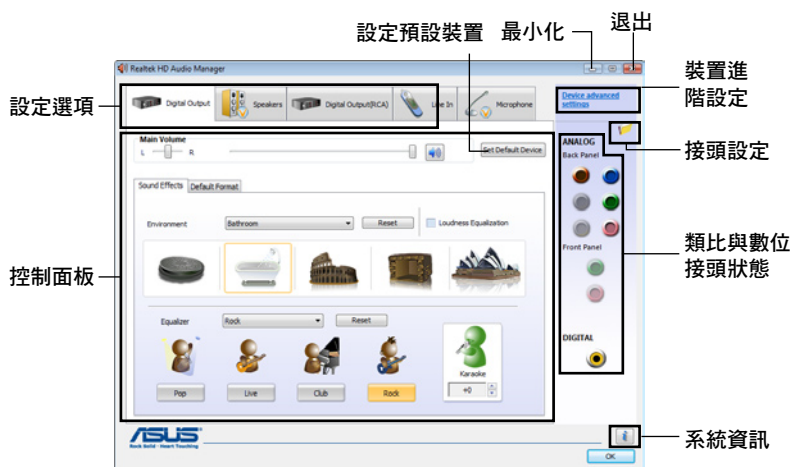 設定預設裝置
最小化
退出
Realtek HD Audio Manager
裝置進
階設定
設定選項
Digital Output
Speakers
Digital Output(RCA)
Line In
Microphone
Device advanced
settings
接頭設定
Main Volume
L
R
Set Default Device
ANALOG
Back Panel
Sound Effects
Default Format
Environment
Bathroom
Reset
Loudness Equalization
Front Panel
類比與數位
接頭狀態
控制面板
Equalizer
Rock
Reset
DIGITAL
Karaoke
Pop
Live
Club
Rock
+0
ASUS
Rock Solid · Heart Touching
系統資訊
OK